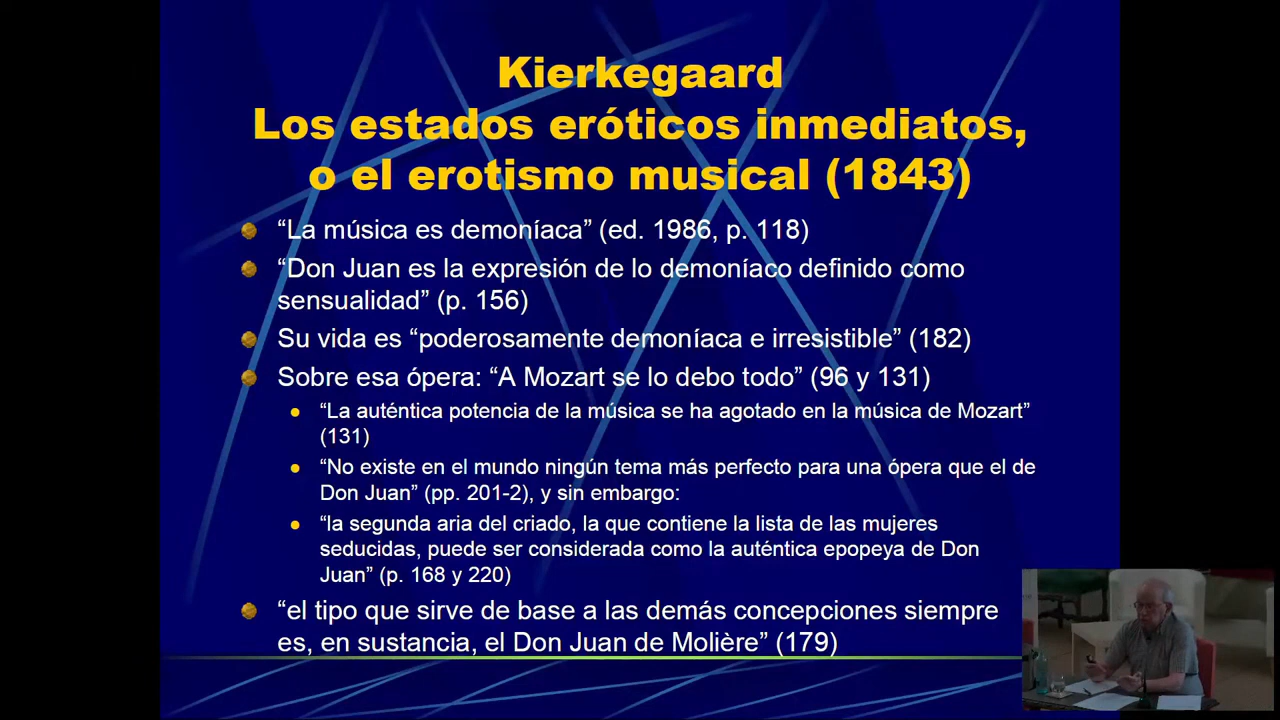 Kierkegaard
Los estados eróticos inmediatos,
o el erotismo musical (1843)
“La música es demoníaca” (ed. 1986, p. 118)
“Don Juan es la expresión de lo demoníaco definido como
sensualidad” (p. 156)
Su vida es “poderosamente demoníaca e irresistible” (182)
Sobre esa ópera: “A Mozart se lo debo todo” (96 y 131)
“La auténtica potencia de la música se ha agotado en la música de Mozart”
(131)
“No existe en el mundo ningún tema más perfecto para una ópera que el de
Don Juan” (pp. 201-2), y sin embargo:
“la segunda aria del criado, la que contiene la lista de las mujeres
seducidas, puede ser considerada como la auténtica epopeya de Don
Juan” (p. 168 y 220)
“el tipo que sirve de base a las demás concepciones siempre
es, en sustancia, el Don Juan de Molière” (179)